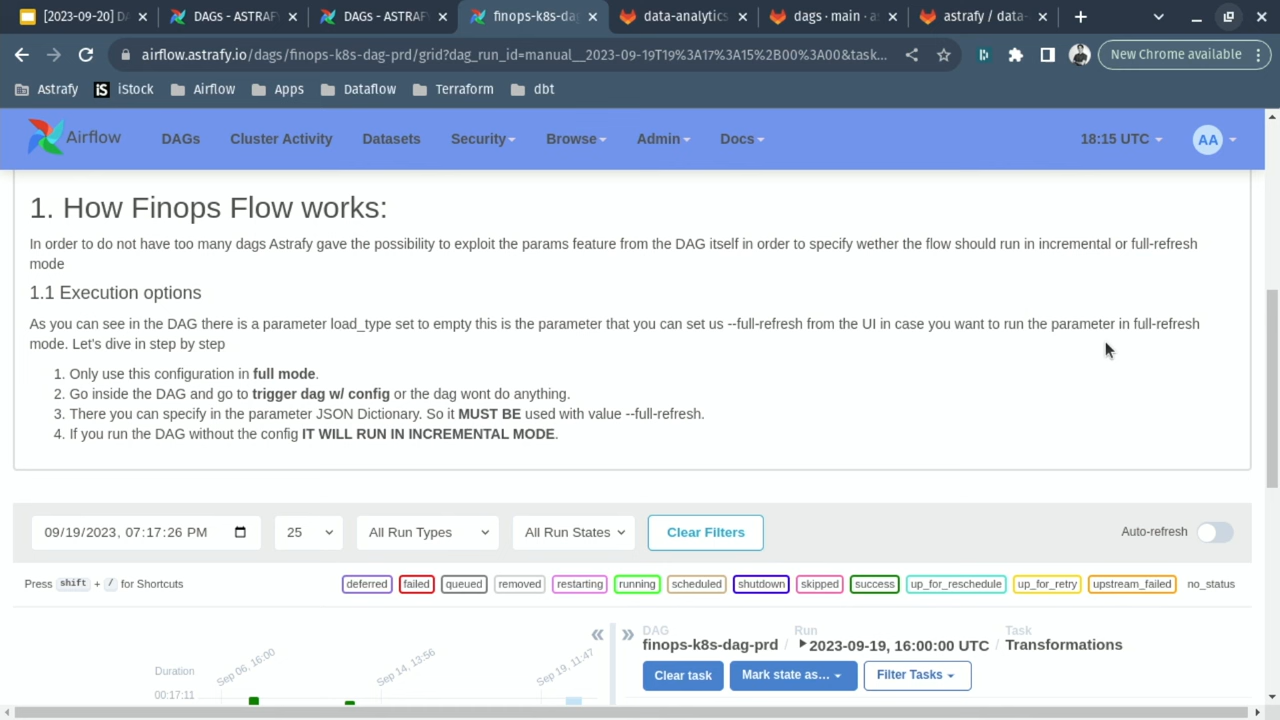 [2023-09-20] D
DAGs - ASTRAF
DAGs - ASTRAF
finops-k8s-da
data-analytics
dags · main · a
astrafy / data-
airflow.astrafy.io/dags/finops-k8s-dag-prd/grid?dag_run_id=manual__2023-09-19T19%3A17%3A15%2B00%3A00&task...
New Chrome available
Astrafy
iS iStock
Airflow
Apps
Dataflow
Terraform
dbt
Airflow
DAGs
Cluster Activity
Datasets
Security
Browse
Admin
Docs
18:15 UTC
AA
1. How Finops Flow works:
In order to do not have too many dags Astrafy gave the possibility to exploit the params feature from the DAG itself in order to specify wether the flow should run in incremental or full-refresh
mode
1.1 Execution options
As you can see in the DAG there is a parameter load_type set to empty this is the parameter that you can set us --full-refresh from the UI in case you want to run the parameter in full-refresh
mode. Let's dive in step by step
1. Only use this configuration in full mode.
2. Go inside the DAG and go to trigger dag w/ config or the dag wont do anything.
3. There you can specify in the parameter JSON Dictionary. So it MUST BE used with value --full-refresh.
4. If you run the DAG without the config IT WILL RUN IN INCREMENTAL MODE.
09/19/2023, 07:17:26 PM
25
All Run Types
All Run States
Clear Filters
Auto-refresh
Press shift + / for Shortcuts
deferred
failed
queued
removed
restarting
running
scheduled
shutdown
skipped
success
up_for_reschedule
up_for_retry
upstream_failed
no_status
Duration
00:17:11
Sep 06, 16:00
Sep 14, 13:56
Sep 19, 11:47
DAG
finops-k8s-dag-prd /
Run
2023-09-19, 16:00:00 UTC /
Task
Transformations
Clear task
Mark state as...
Filter Tasks